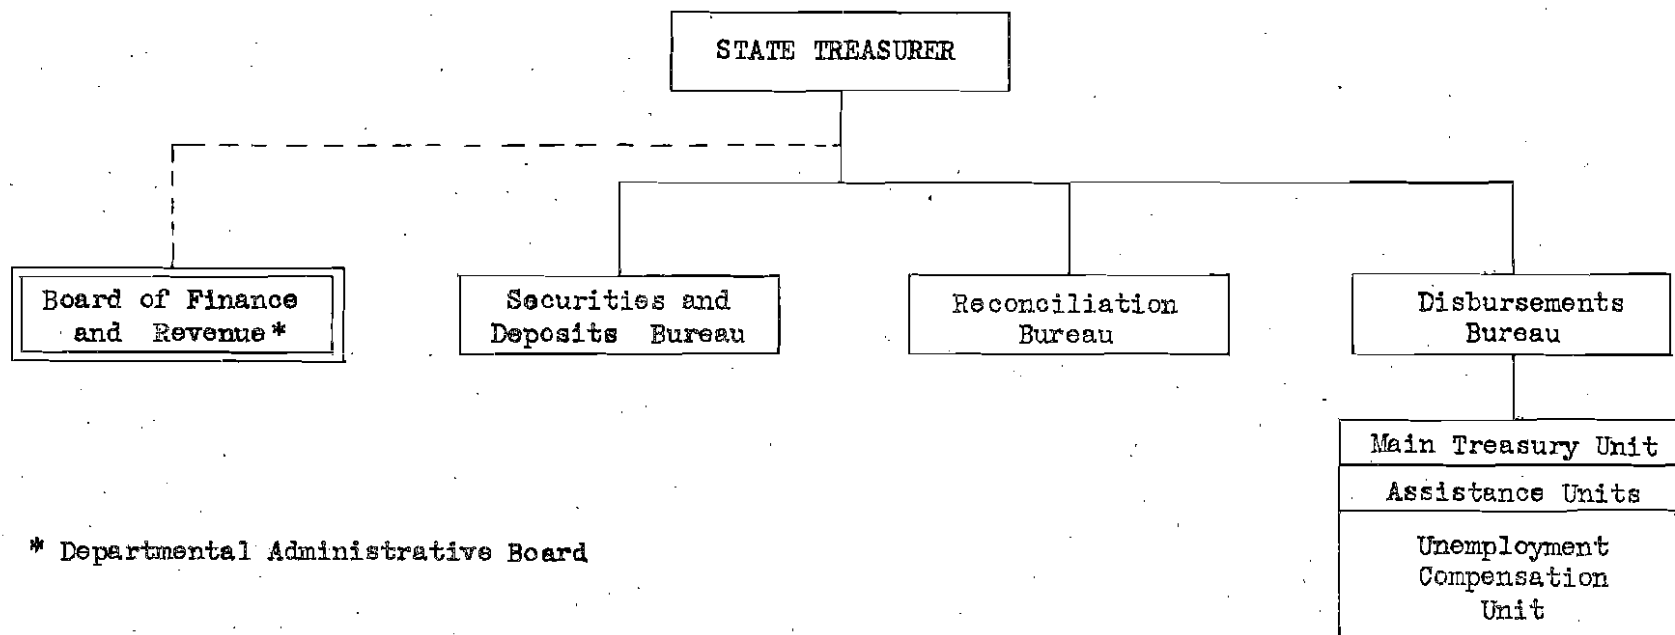 STATE TREASURER
Board of Finance
and Revenue*
Securities and
Deposits Bureau
Reconciliation
Bureau
Disbursements
Bureau
Main Treasury Unit
Assistance Units
Unemployment
Compensation
Unit
* Departmental Administrative Board